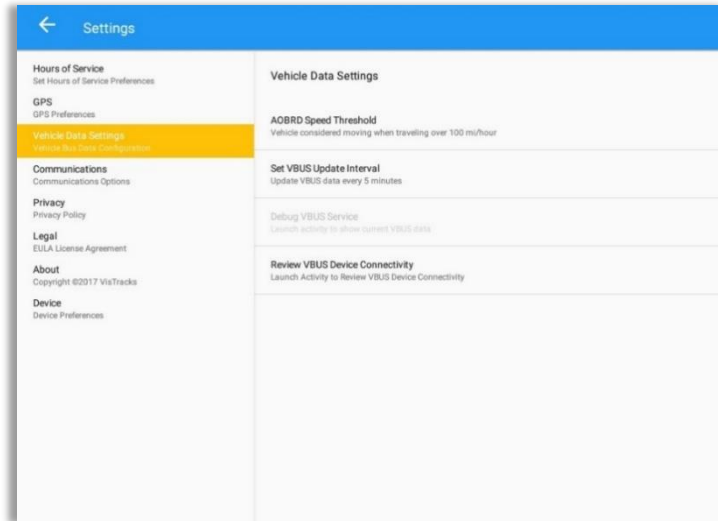 Settings
Hours of Service
Set Hours of Service Preferences
GPS
GPS Preferences
Vehicle Data Settings
Vehicle Bus Data Configuration
Communications
Communications Options
Privacy
Privacy Policy
Legal
EULA License Agreement
About
Copyright ©2017 VisTracks
Device
Device Preferences
Vehicle Data Settings
AOBRD Speed Threshold
Vehicle considered moving when traveling over 100 mi/hour
Set VBUS Update Interval
Update VBUS data every 5 minutes
Debug VBUS Service
Launch activity to show current VBUS data
Review VBUS Device Connectivity
Launch Activity to Review VBUS Device Connectivity